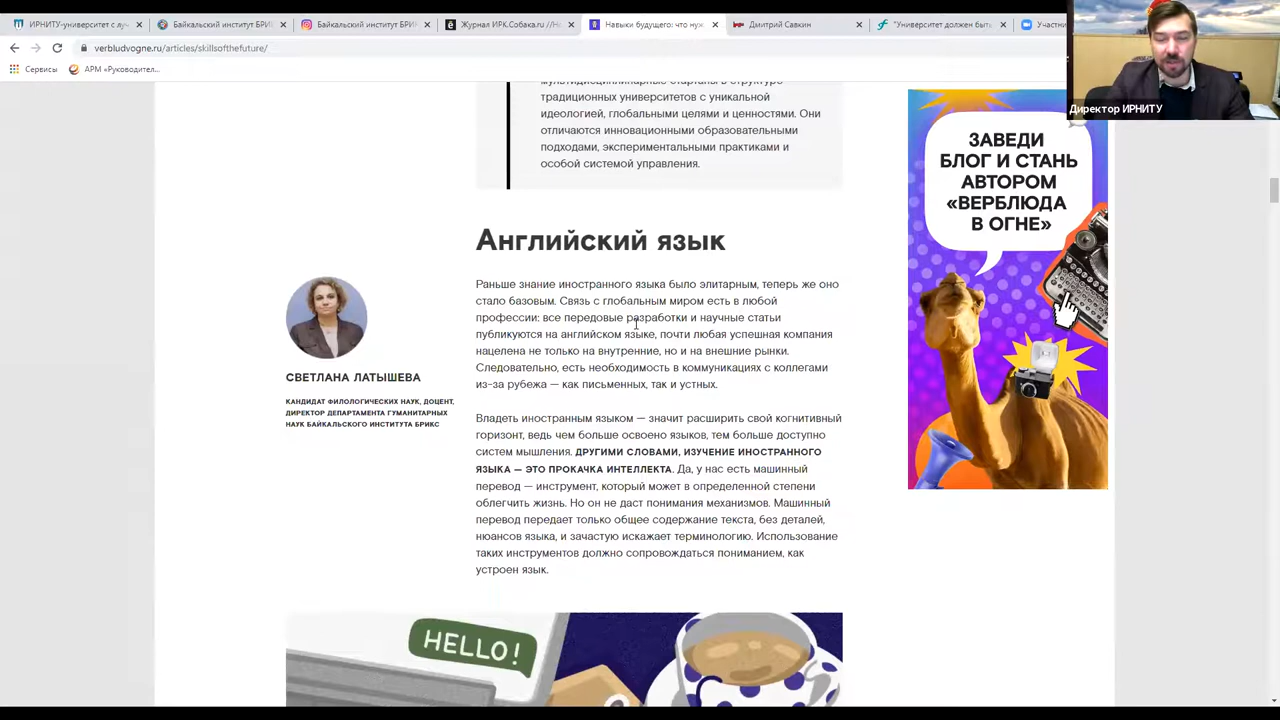 ИРНИТУ-университет с луч
Байкальский институт БРИК
Байкальский институт БРИК
Журнал ИРК.Собака.ru //Но
Навыки будущего: что нуж
Дмитрий Савкин
"Университет должен быть
Участни
verbludvogne.ru/articles/skillsofthefuture/
Сервисы
АРМ «Руководител...
Директор ИРНИТУ
мультидисциплинарные стартапы в структуре
традиционных университетов с уникальной
идеологией, глобальными целями и ценностями. Они
отличаются инновационными образовательными
подходами, экспериментальными практиками и
особой системой управления.
Английский язык
СВЕТЛАНА ЛАТЫШЕВА
КАНДИДАТ ФИЛОЛОГИЧЕСКИХ НАУК, ДОЦЕНТ,
ДИРЕКТОР ДЕПАРТАМЕНТА ГУМАНИТАРНЫХ
НАУК БАЙКАЛЬСКОГО ИНСТИТУТА БРИКС
Раньше знание иностранного языка было элитарным, теперь же оно
стало базовым. Связь с глобальным миром есть в любой
профессии: все передовые разработки и научные статьи
публикуются на английском языке, почти любая успешная компания
нацелена не только на внутренние, но и на внешние рынки.
Следовательно, есть необходимость в коммуникациях с коллегами
из-за рубежа — как письменных, так и устных.
Владеть иностранным языком — значит расширить свой когнитивный
горизонт, ведь чем больше освоено языков, тем больше доступно
систем мышления. ДРУГИМИ СЛОВАМИ, ИЗУЧЕНИЕ ИНОСТРАННОГО
ЯЗЫКА — ЭТО ПРОКАЧКА ИНТЕЛЛЕКТА. Да, у нас есть машинный
перевод — инструмент, который может в определенной степени
облегчить жизнь. Но он не даст понимания механизмов. Машинный
перевод передает только общее содержание текста, без деталей,
нюансов языка, и зачастую искажает терминологию. Использование
таких инструментов должно сопровождаться пониманием, как
устроен язык.
HELLO!
ЗАВЕДИ
БЛОГ И СТАНЬ
АВТОРОМ
«ВЕРБЛЮДА
В ОГНЕ»